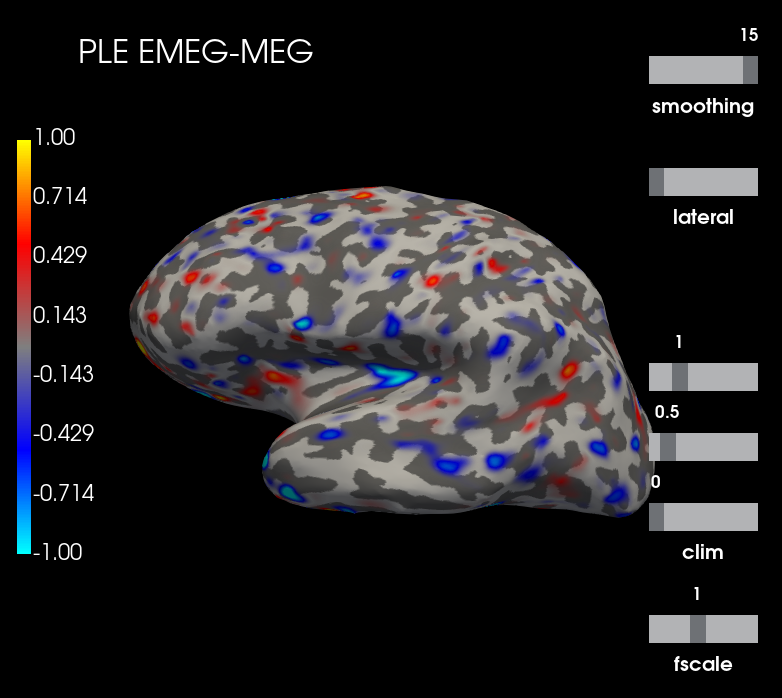 PLE EMEG-MEG
1.00
0.714
0.429
0.143
-0.143
-0.429
-0.714
-1.00
15
smoothing
lateral
1
0.5
0
clim
1
fscale